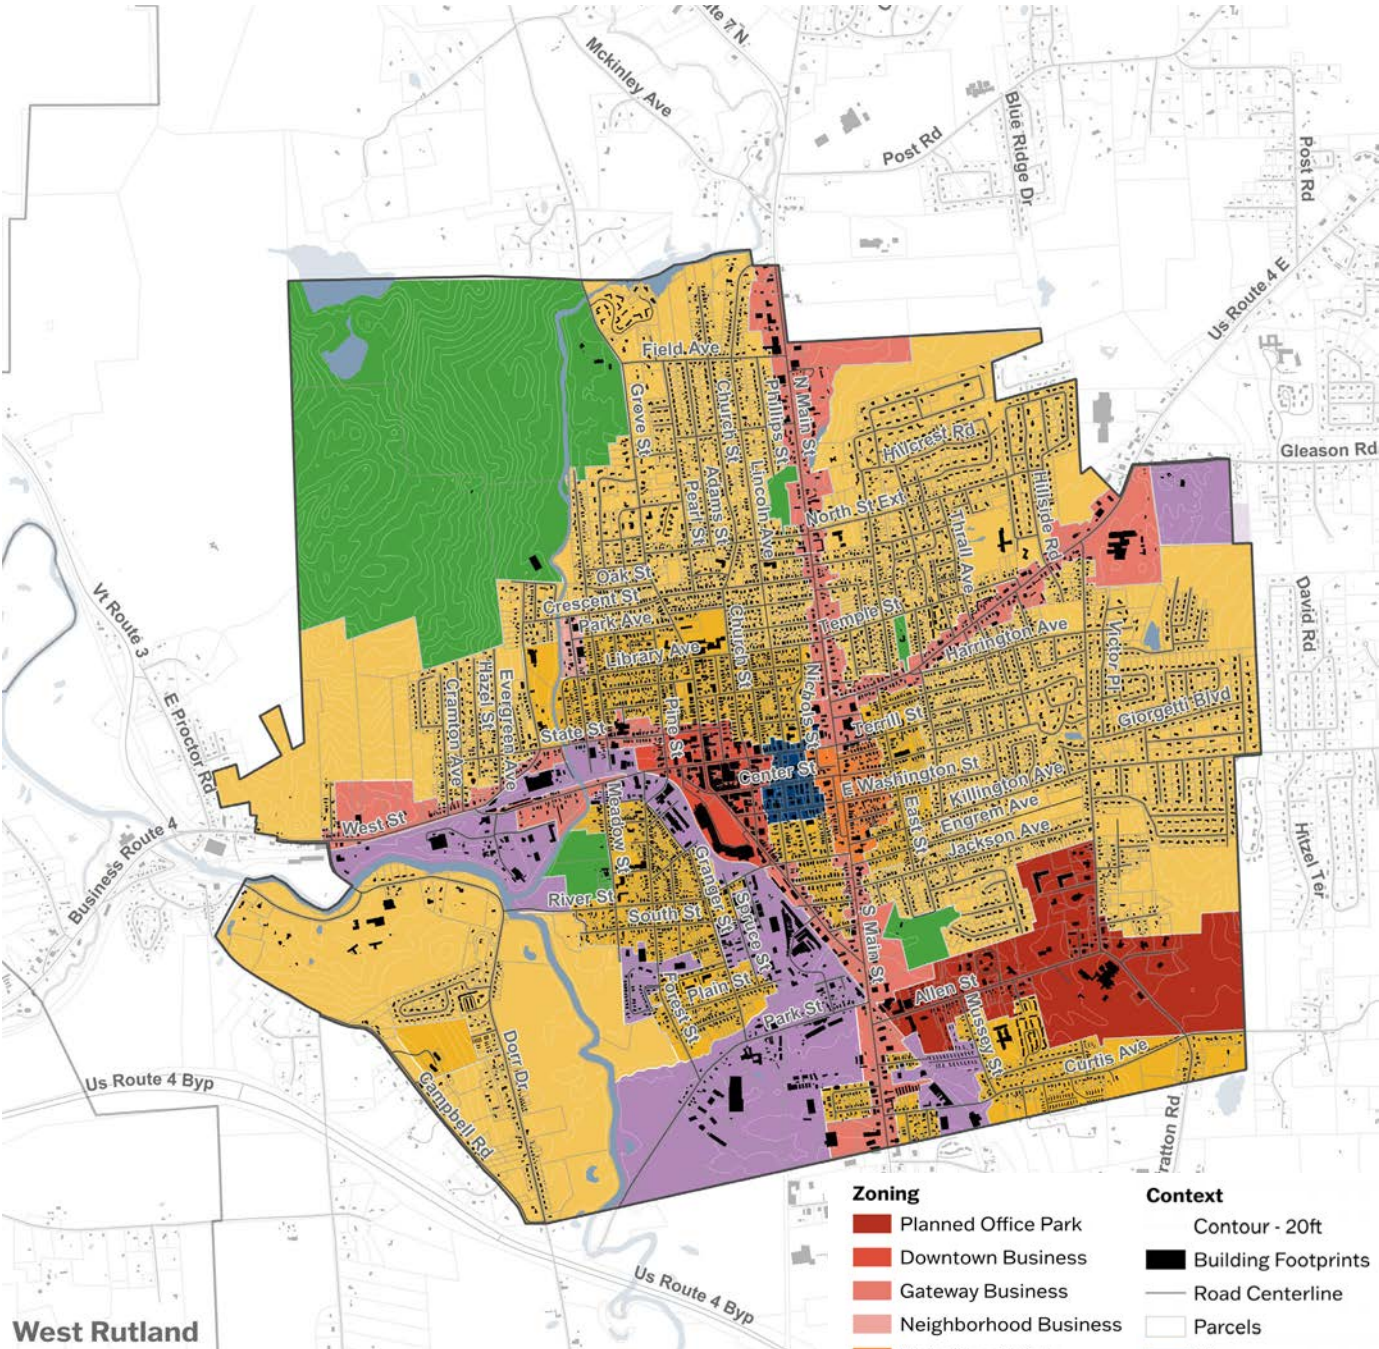 ute 7 N
Mckinley Ave
Post Rd
Blue Ridge Dr
Post Rd
Us Route 4 E
Gleason Rd
Field Ave
Grove St
Church St
Phillips St
N Main St
Hillcrest Rd
Lincoln Ave
Adams St
Pearl St
North St Ext
Thrall Ave
Hillside Rd
Oak St
Crescent St
Park Ave
Temple St
Harrington Ave
Victor Pl
David Rd
Vt Route 3
Library Ave
Church St
Nichols St
E Proctor Rd
Cramton Ave
Hazel St
Evergreen Ave
State St
Pine St
Terrill St
Giorgetti Blvd
Center St
E Washington St
Killington Ave
Engrem Ave
Jackson Ave
East St
Hitzel Ter
West St
Business Route 4
Meadow St
Granger St
Spruce St
River St
South St
S Main St
Plain St
Forest St
Park St
Allen St
Mussey St
Curtis Ave
Dorr Dr
Campbell Rd
Us Route 4 Byp
ratton Rd
Us Route 4 Byp
West Rutland
Zoning
Planned Office Park
Downtown Business
Gateway Business
Neighborhood Business
Context
Contour - 20ft
Building Footprints
Road Centerline
Parcels